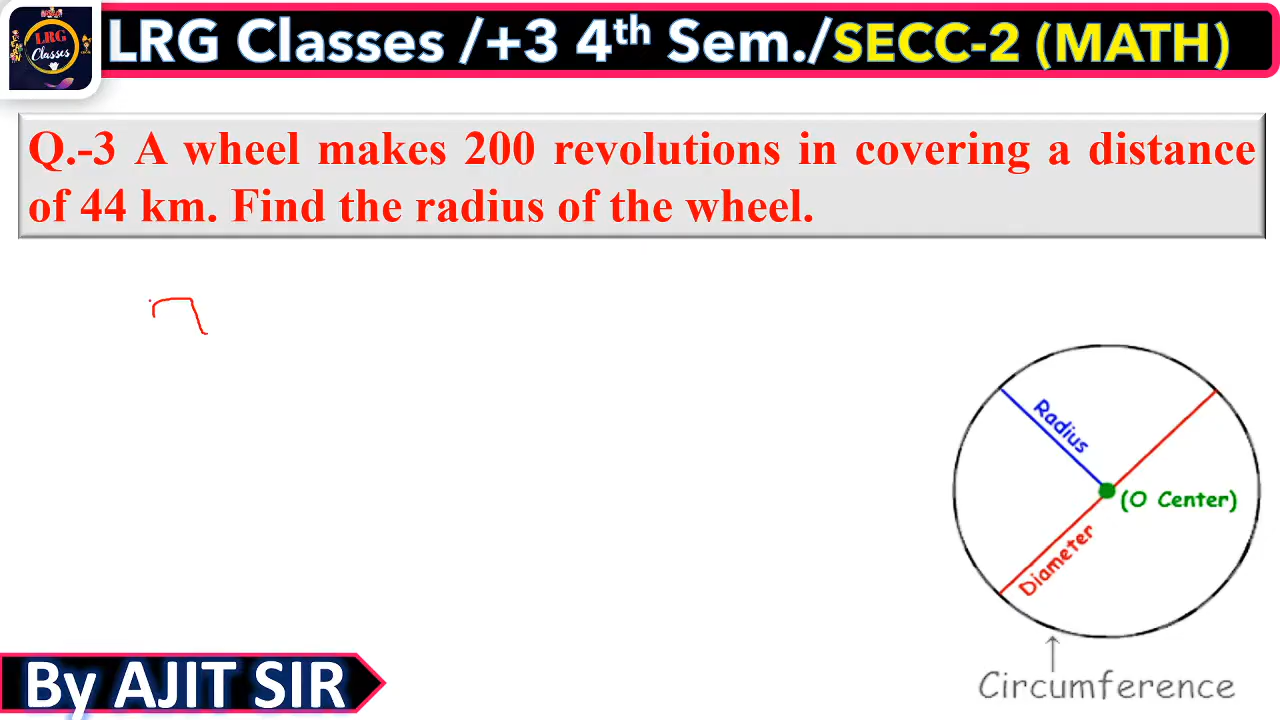 LRG
Classes
LRG Classes /+3 4th Sem./SECC-2 (MATH)
Q.-3 A wheel makes 200 revolutions in covering a distance
of 44 km. Find the radius of the wheel.
Radius
(O Center)
Diameter
Circumference
By AJIT SIR